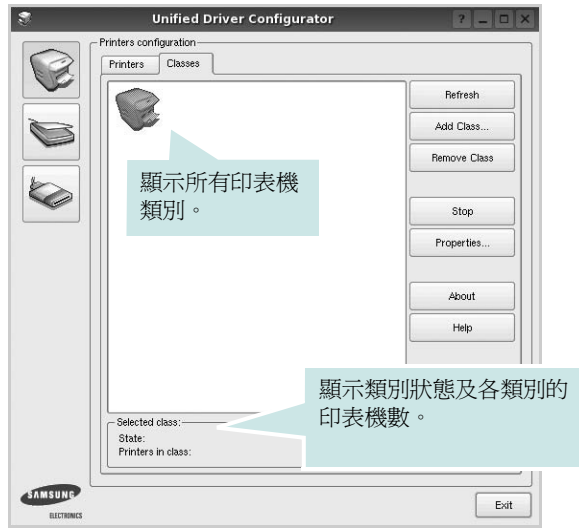 Unified Driver Configurator
Printers configuration
Printers
Classes
Refresh
Add Class...
Remove Class
顯示所有印表機
類別。
Stop
Properties...
About
Help
顯示類別狀態及各類別的
印表機數。
Selected class:
State:
Printers in class:
SAMSUNG
ELECTRONICS
Exit